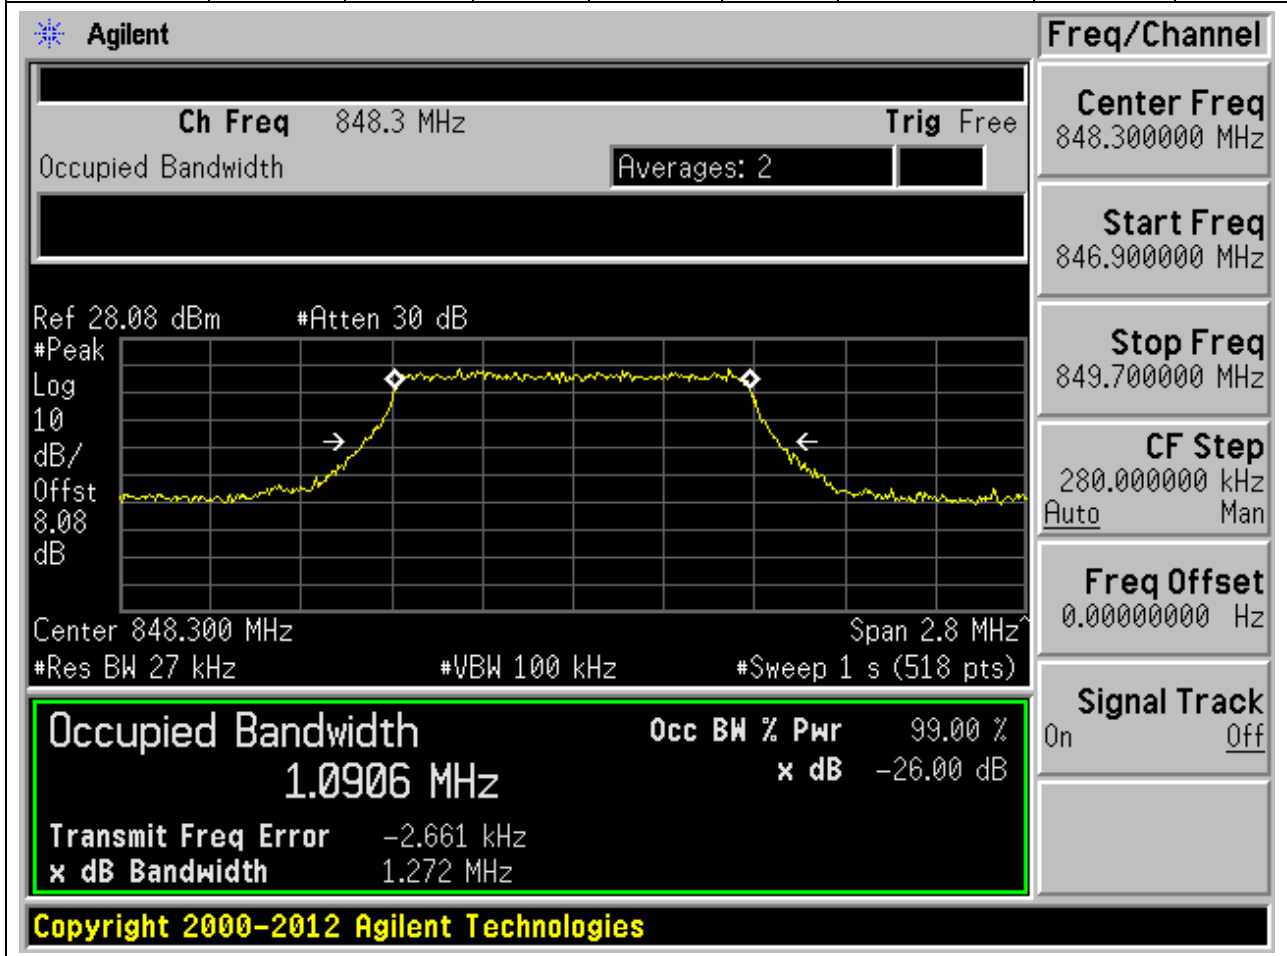 Agilent
Freq/Channel
Ch Freq 848.3 MHz Trig Free
Occupied Bandwidth Averages: 2
Center Freq
848.300000 MHz
Start Freq
846.900000 MHz
Stop Freq
849.700000 MHz
CF Step
280.000000 kHz
Auto Man
Freq Offset
0.00000000 Hz
Signal Track
On Off
Ref 28.08 dBm #Atten 30 dB
#Peak
Log
10
dB/
Offst
8.08
dB
Center 848.300 MHz Span 2.8 MHz^
#Res BW 27 kHz #VBW 100 kHz #Sweep 1 s (518 pts)
Occupied Bandwidth
1.0906 MHz
Occ BW % Pwr 99.00 %
x dB -26.00 dB
Transmit Freq Error -2.661 kHz
x dB Bandwidth 1.272 MHz
Copyright 2000-2012 Agilent Technologies